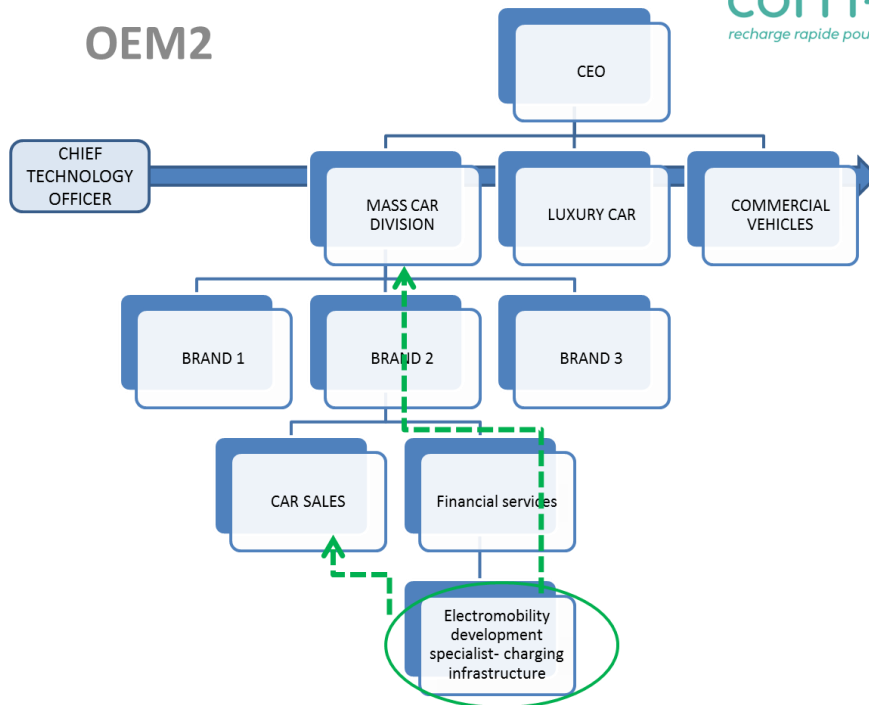 OEM2
recharge rapide
CEO
CHIEF
TECHNOLOGY
OFFICER
MASS CAR
DIVISION
LUXURY CAR
COMMERCIAL
VEHICLES
BRAND 1
BRAND 2
BRAND 3
CAR SALES
Financial services
Electromobility
development
specialist- charging
infrastructure